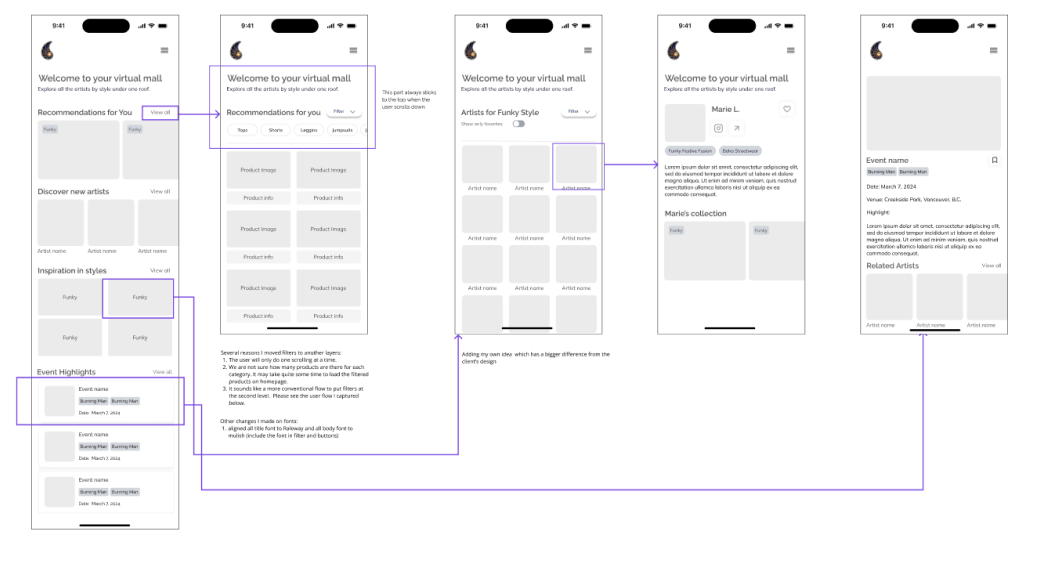 9:41
Welcome to your virtual mall
Explore all the artists by style under one roof.
Recommendations for You
View all
Funky
Funky
Discover new artists
View all
Artist name
Artist name
Artist name
Inspiration in styles
View all
Funky
Funky
Funky
Funky
Event Highlights
View all
Event name
Burning Man
Burning Man
Date: March 7, 2024
Event name
Burning Man
Burning Man
Date: March 7, 2024
Event name
Burning Man
Burning Man
Date: March 7, 2024
9:41
Welcome to your virtual mall
Explore all the artists by style under one roof.
Recommendations for you
Filter
Tops
Shorts
Leggins
Jumpsuits
Product Image
Product Image
Product info
Product info
Product Image
Product Image
Product info
Product info
Product Image
Product Image
Product info
Product info
This part always sticks
to the top when the
user scrolls down
Several reasons I moved filters to another layers:
1. The user will only do one scrolling at a time.
2. We are not sure how many products are there for each
category. It may take quite some time to load the filtered
products on homepage.
3. It sounds like a more conventional flow to put filters at
the second level. Please see the user flow I captured
below.
Other changes I made on fonts:
1. aligned all title font to Raleway and all body font to
mulish (include the font in filter and buttons)
9:41
Welcome to your virtual mall
Explore all the artists by style under one roof.
Artists for Funky Style
Filter
Show only favorites
Artist name
Artist name
Artist name
Artist name
Artist name
Artist name
Artist name
Artist name
Artist name
Adding my own idea which has a bigger difference from the
client's design
9:41
Welcome to your virtual mall
Explore all the artists by style under one roof.
Marie L.
Funky Festive Fusion
Boho Streetwear
Lorem ipsum dolor sit amet, consectetur adipiscing elit,
sed do eiusmod tempor incididunt ut labore et dolore
magna aliqua. Ut enim ad minim veniam, quis nostrud
exercitation ullamco laboris nisi ut aliquip ex ea
commodo consequat.
Marie's collection
Funky
Funky
9:41
Event name
Burning Man
Burning Man
Date: March 7, 2024
Venue: Creekside Park, Vancouver, B.C.
Highlight:
Lorem ipsum dolor sit amet, consectetur adipiscing elit,
sed do eiusmod tempor incididunt ut labore et dolore
magna aliqua. Ut enim ad minim veniam, quis nostrud
exercitation ullamco laboris nisi ut aliquip ex ea
commodo consequat.
Related Artists
View all
Artist name
Artist name
Artist name